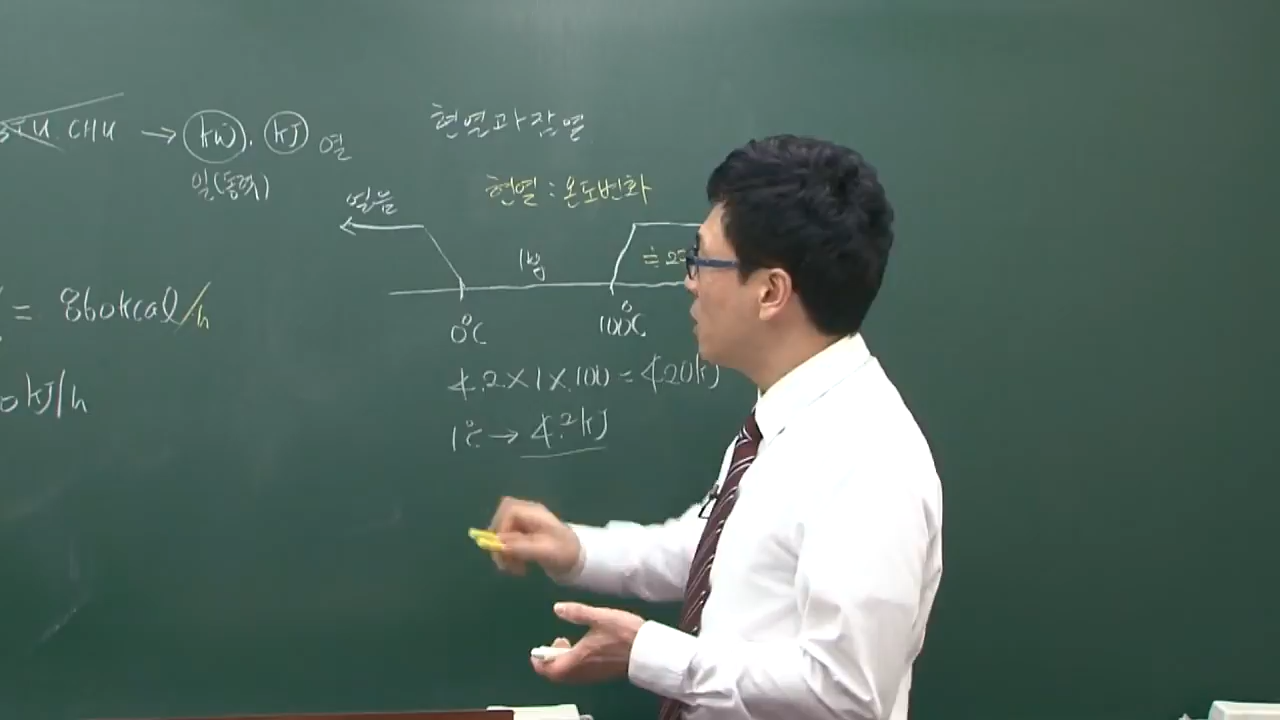 CHU → kW, kJ 열
일(동력)
= 860kcal/h
kJ/h
현열과 잠열
현열 : 온도변화
얼음
1kg
0℃
100℃
4.2×1×100 = 420kJ
1℃ → 4.2kJ